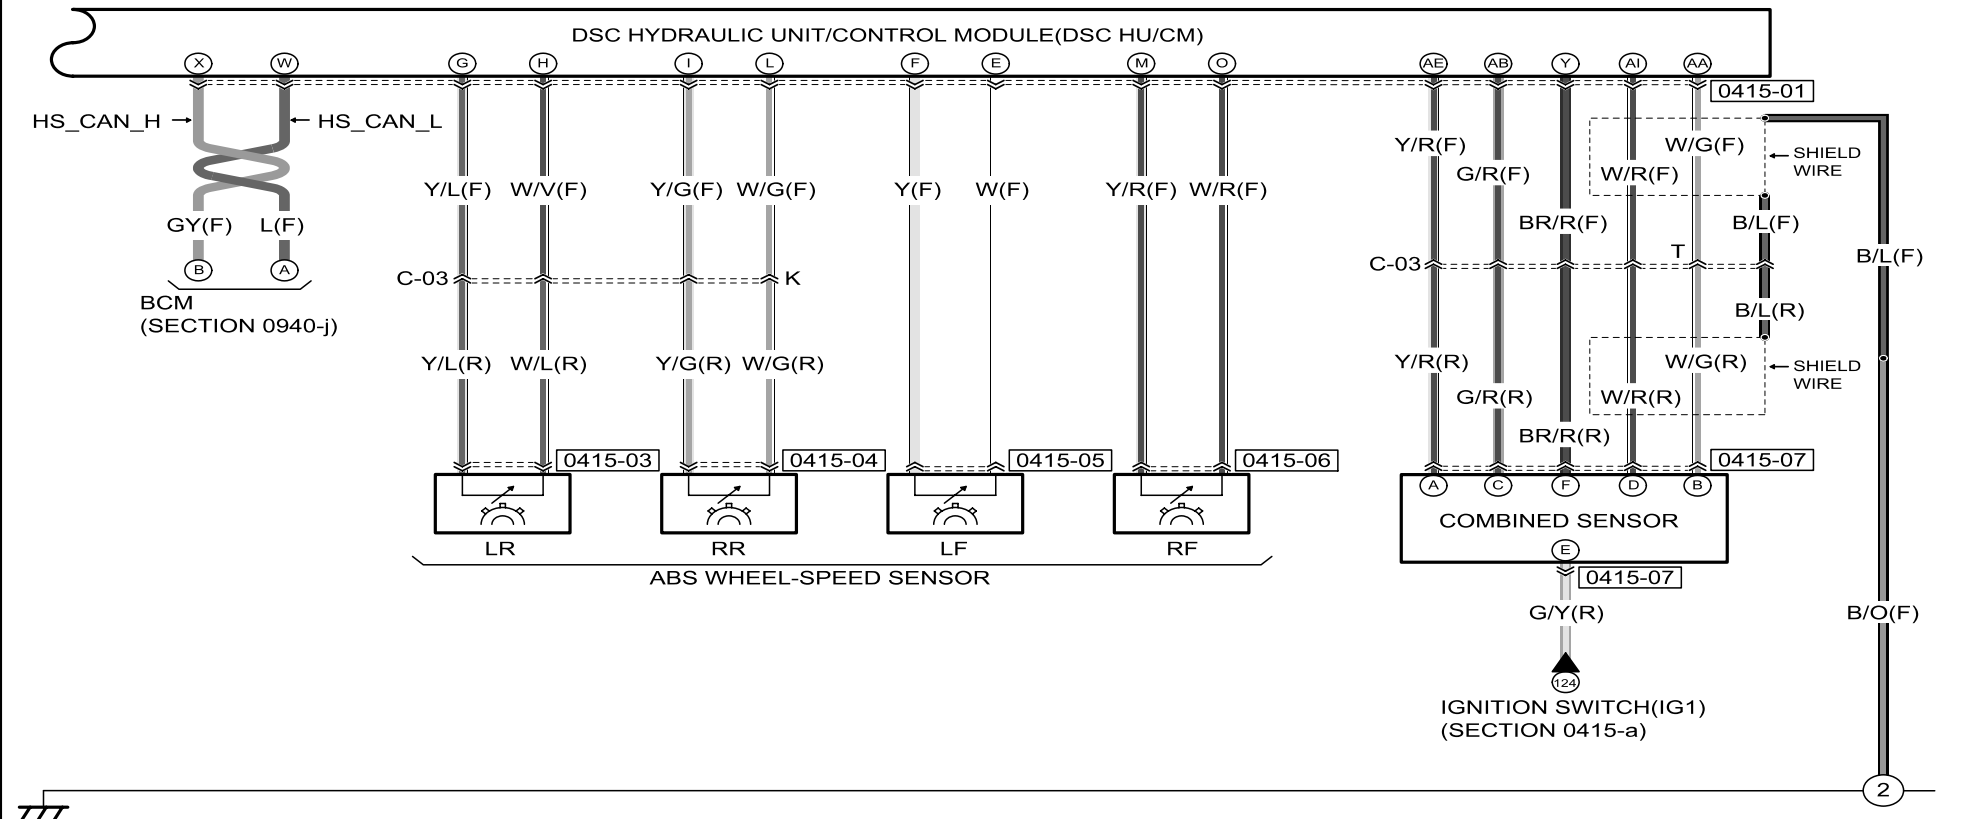 DSC HYDRAULIC UNIT/CONTROL MODULE(DSC HU/CM)
X W G H I L F E M O AE AB Y AI AA
0415-01
HS_CAN_H HS_CAN_L
Y/R(F) W/G(F) SHIELD
WIRE
G/R(F) W/R(F)
Y/L(F) W/V(F) Y/G(F) W/G(F) Y(F) W(F) Y/R(F) W/R(F)
GY(F) L(F) BR/R(F) B/L(F)
B/L(F)
T
C-03
B A C-03 K
BCM
(SECTION 0940-j)
B/L(R)
Y/L(R) W/L(R) Y/G(R) W/G(R) Y/R(R) W/G(R) SHIELD
WIRE
G/R(R) W/R(R)
BR/R(R)
0415-03 0415-04 0415-05 0415-06 0415-07
A C F D B
COMBINED SENSOR
LR RR LF RF E
ABS WHEEL-SPEED SENSOR 0415-07
G/Y(R) B/O(F)
124
IGNITION SWITCH(IG1)
(SECTION 0415-a)
2